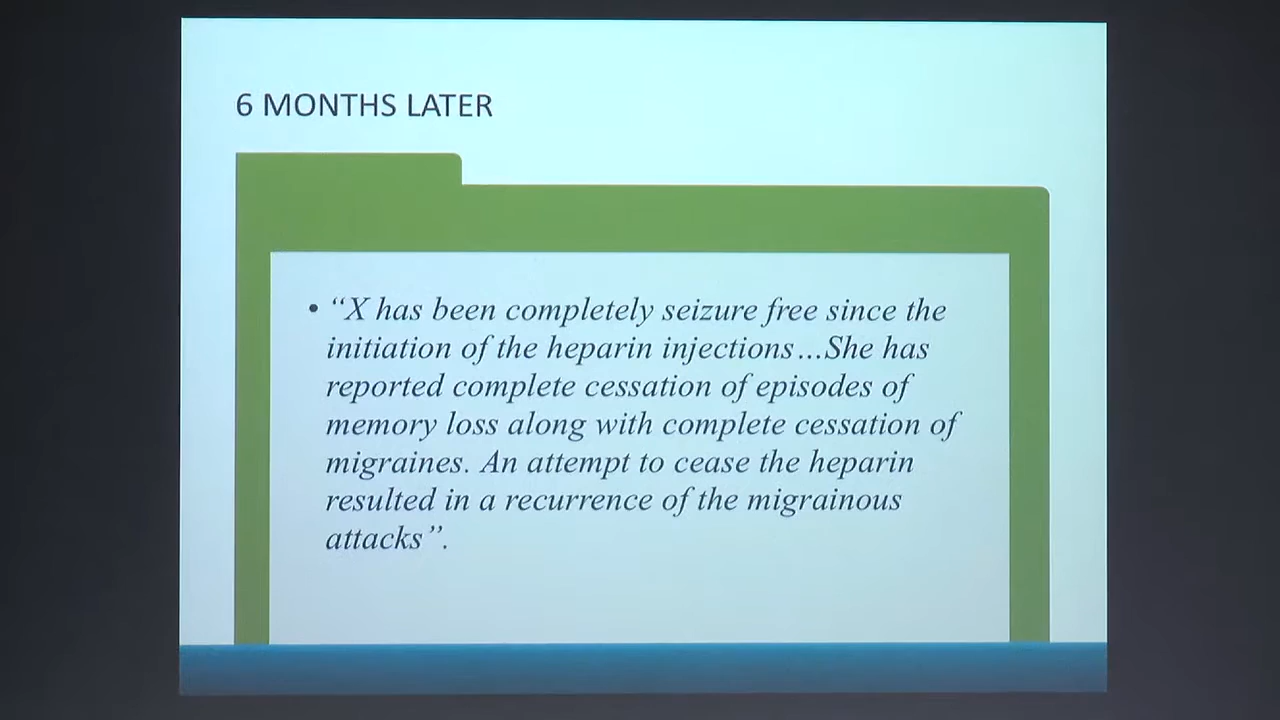 6 MONTHS LATER
• “X has been completely seizure free since the
initiation of the heparin injections…She has
reported complete cessation of episodes of
memory loss along with complete cessation of
migraines. An attempt to cease the heparin
resulted in a recurrence of the migrainous
attacks”.